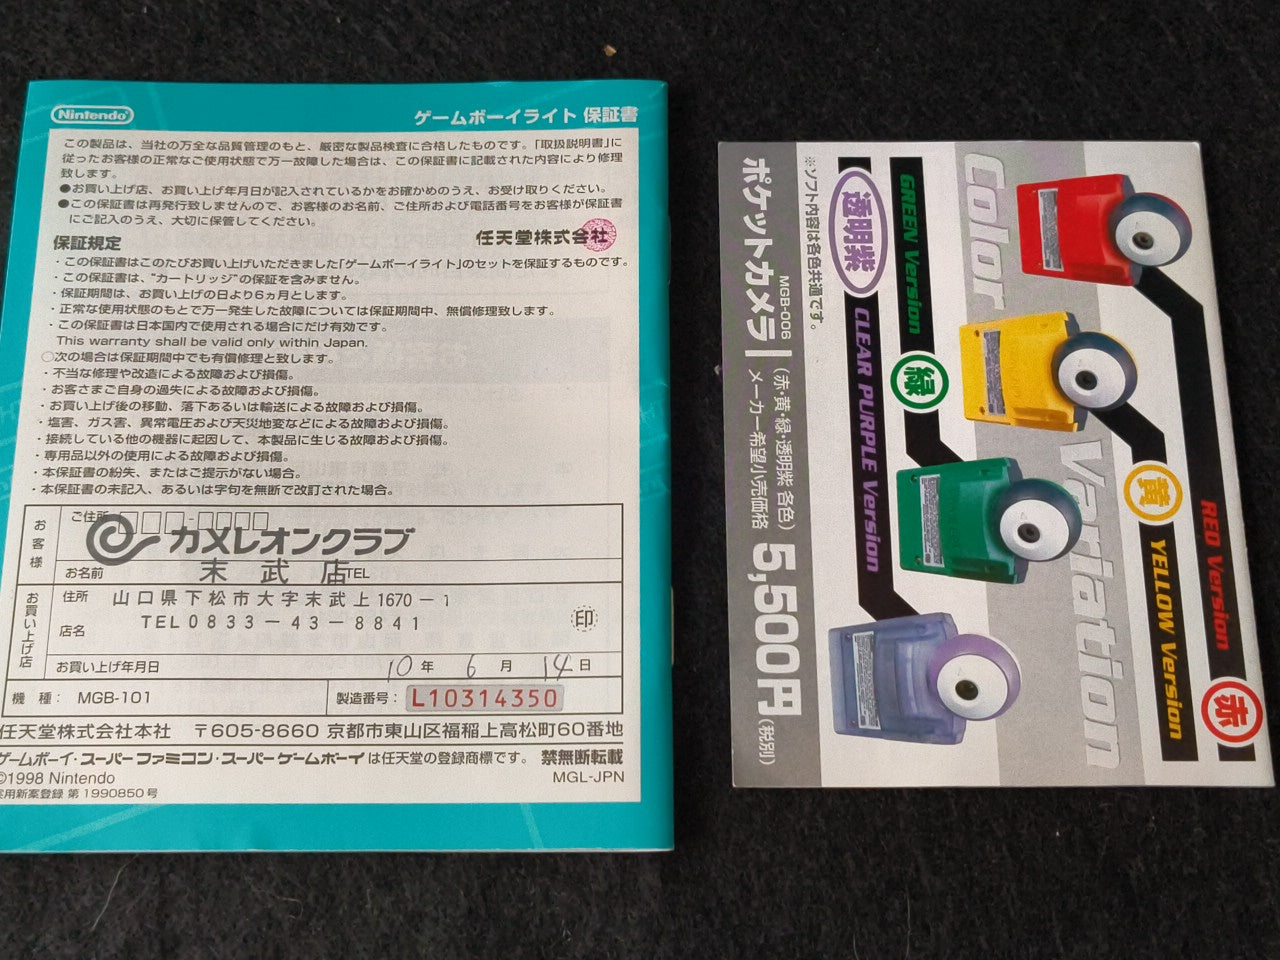 Nintendo
ゲームボーイライト 保証書
この製品は、当社の万全な品質管理のもと、厳密な製品検査に合格したものです。「取扱説明書」に
従ったお客様の正常なご使用状態で万一故障した場合は、この保証書に記載された内容により修理
致します。
●お買い上げ店、お買い上げ年月日が記入されているかをお確かめのうえ、お受け取りください。
●この保証書は再発行致しませんので、お客様のお名前、ご住所および電話番号をお客様が保証書
にご記入のうえ、大切に保管してください。
保証規定
任天堂株式会社
・この保証書はこのたびお買い上げいただきました「ゲームボーイライト」のセットを保証するものです。
・この保証書は、“カートリッジ”の保証を含みません。
・保証期間は、お買い上げの日より6ヵ月とします。
・正常な使用状態のもとで万一発生した故障については保証期間中、無償修理致します。
・この保証書は日本国内で使用される場合にだけ有効です。
This warranty shall be valid only within Japan.
○次の場合は保証期間中でも有償修理と致します。
・不当な修理や改造による故障および損傷。
・お客さまご自身の過失による故障および損傷。
・お買い上げ後の移動、落下あるいは輸送による故障および損傷。
・塩害、ガス害、異常電圧および天災地変などによる故障および損傷。
・接続している他の機器に起因して、本製品に生じる故障および損傷。
・専用品以外の使用による故障および損傷。
・本保証書の紛失、またはご提示がない場合。
・本保証書の未記入、あるいは字句を無断で改訂された場合。
お客様
ご住所 □□□-□□□□
カメレオンクラブ
末武店
お名前 TEL
お買い上げ店
住所 山口県下松市大字末武上1670-1
TEL0833-43-8841
店名 印
お買い上げ年月日 10年 6月 14日
機種： MGB-101 製造番号： L10314350
任天堂株式会社本社 〒605-8660 京都市東山区福稲上高松町60番地
ゲームボーイ・スーパーファミコン・スーパーゲームボーイは任天堂の登録商標です。 禁無断転載
©1998 Nintendo MGL-JPN
実用新案登録 第1990850号
Color Variation
RED Version 赤
黄 YELLOW Version
GREEN Version 緑
透明紫 CLEAR PURPLE Version
※ソフト内容は各色共通です。
MGB-006
ポケットカメラ（赤・黄・緑・透明紫 各色）
メーカー希望小売価格 5,500円（税別）